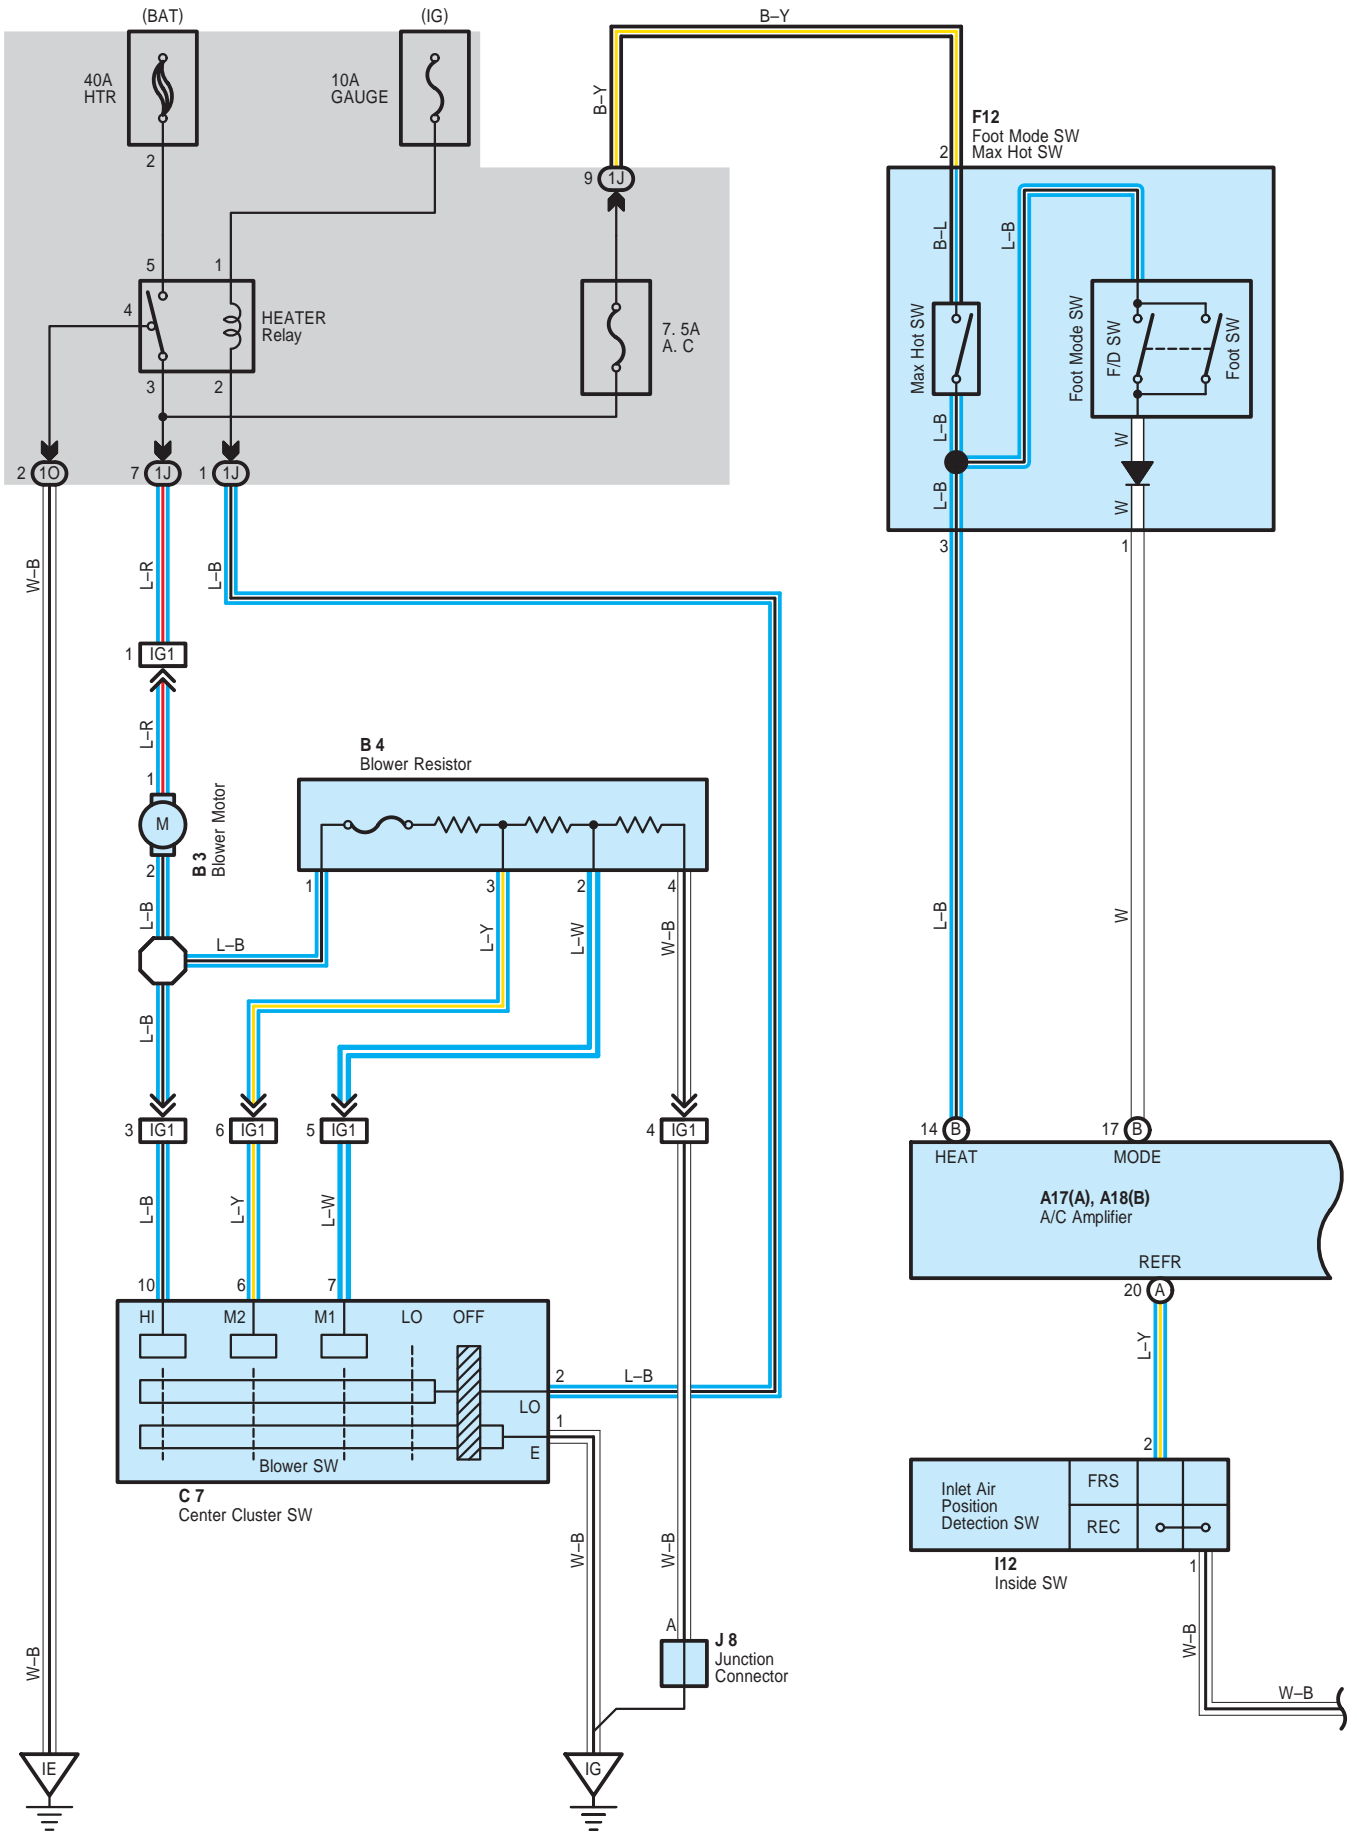 (BAT)
(IG)
B–Y
40A
HTR
10A
GAUGE
B–Y
F12
Foot Mode SW
Max Hot SW
2
2
9
1J
B–L
L–B
5
1
4
HEATER
Relay
7. 5A
A. C
Max Hot SW
Foot Mode SW
F/D SW
Foot SW
3
2
L–B
W
2
1O
7
1J
1
1J
L–B
W
3
1
W–B
L–R
L–B
1
IG1
L–R
B 4
Blower Resistor
1
M
B 3
Blower Motor
2
1
3
2
4
L–B
L–B
L–Y
L–W
W–B
L–B
W
L–B
3
IG1
6
IG1
5
IG1
4
IG1
14
B
17
B
HEAT
MODE
A17(A), A18(B)
A/C Amplifier
L–B
L–Y
L–W
REFR
10
6
7
20
A
HI
M2
M1
LO
OFF
L–Y
2
L–B
LO
1
E
Blower SW
2
C 7
Center Cluster SW
Inlet Air
Position
Detection SW
FRS
REC
I12
Inside SW
1
W–B
W–B
W–B
W–B
A
J 8
Junction
Connector
W–B
IE
IG